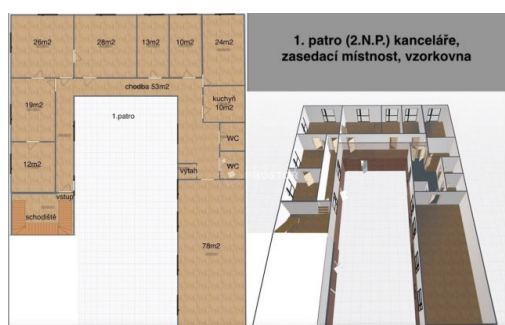 26m2
28m2
13m2
10m2
24m2
chodba 53m2
kuchyň
10m2
19m2
1.patro
WC
12m2
výtah
WC
vstup
schodiště
78m2
1. patro (2.N.P.) kanceláře,
zasedací místnost, vzorkovna